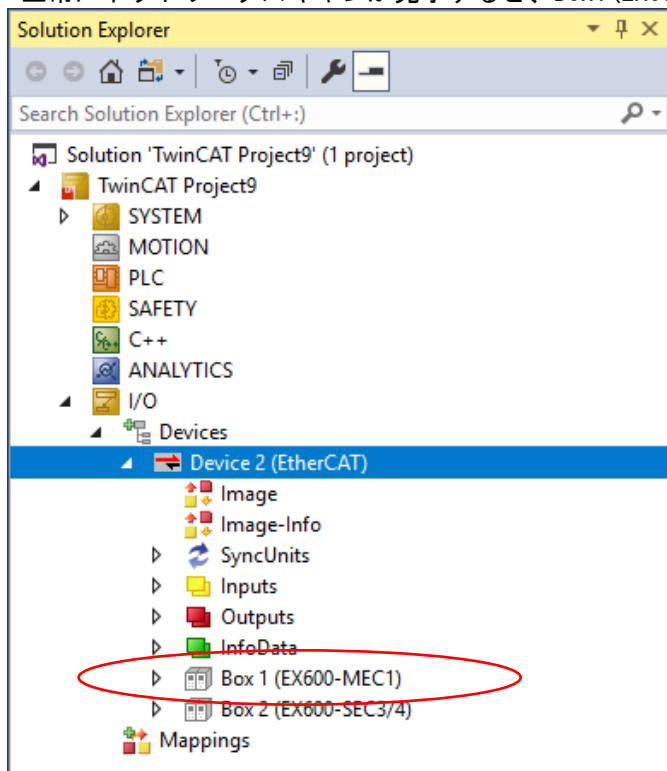 Solution Explorer
Search Solution Explorer (Ctrl+:)
Solution 'TwinCAT Project9' (1 project)
TwinCAT Project9
SYSTEM
MOTION
PLC
SAFETY
C++
ANALYTICS
I/O
Devices
Device 2 (EtherCAT)
Image
Image-Info
SyncUnits
Inputs
Outputs
InfoData
Box 1 (EX600-MEC1)
Box 2 (EX600-SEC3/4)
Mappings